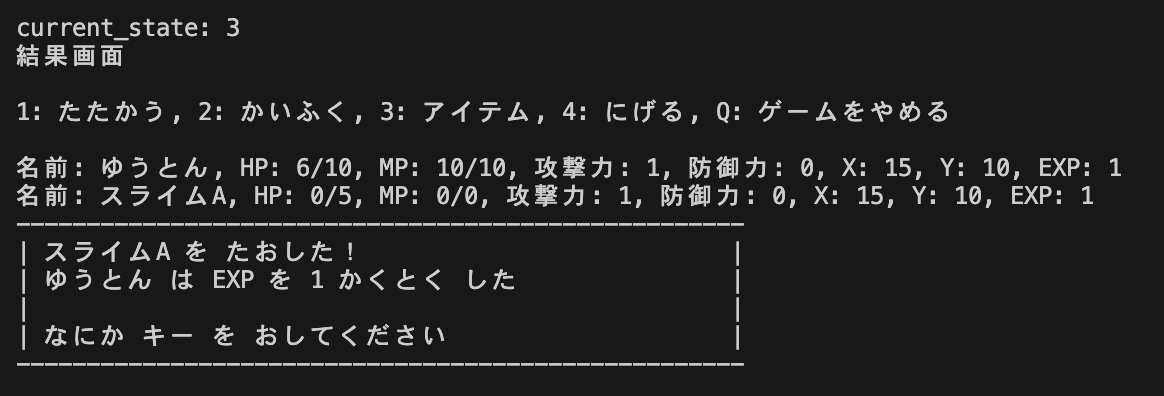 current_state: 3
結果画面
1: たたかう, 2: かいふく, 3: アイテム, 4: にげる, Q: ゲームをやめる
名前: ゆうとん, HP: 6/10, MP: 10/10, 攻撃力: 1, 防御力: 0, X: 15, Y: 10, EXP: 1
名前: スライムA, HP: 0/5, MP: 0/0, 攻撃力: 1, 防御力: 0, X: 15, Y: 10, EXP: 1
----------------------------------------------------
| スライムA を たおした！ |
| ゆうとん は EXP を 1 かくとく した |
| |
| なにか キー を おしてください |
----------------------------------------------------